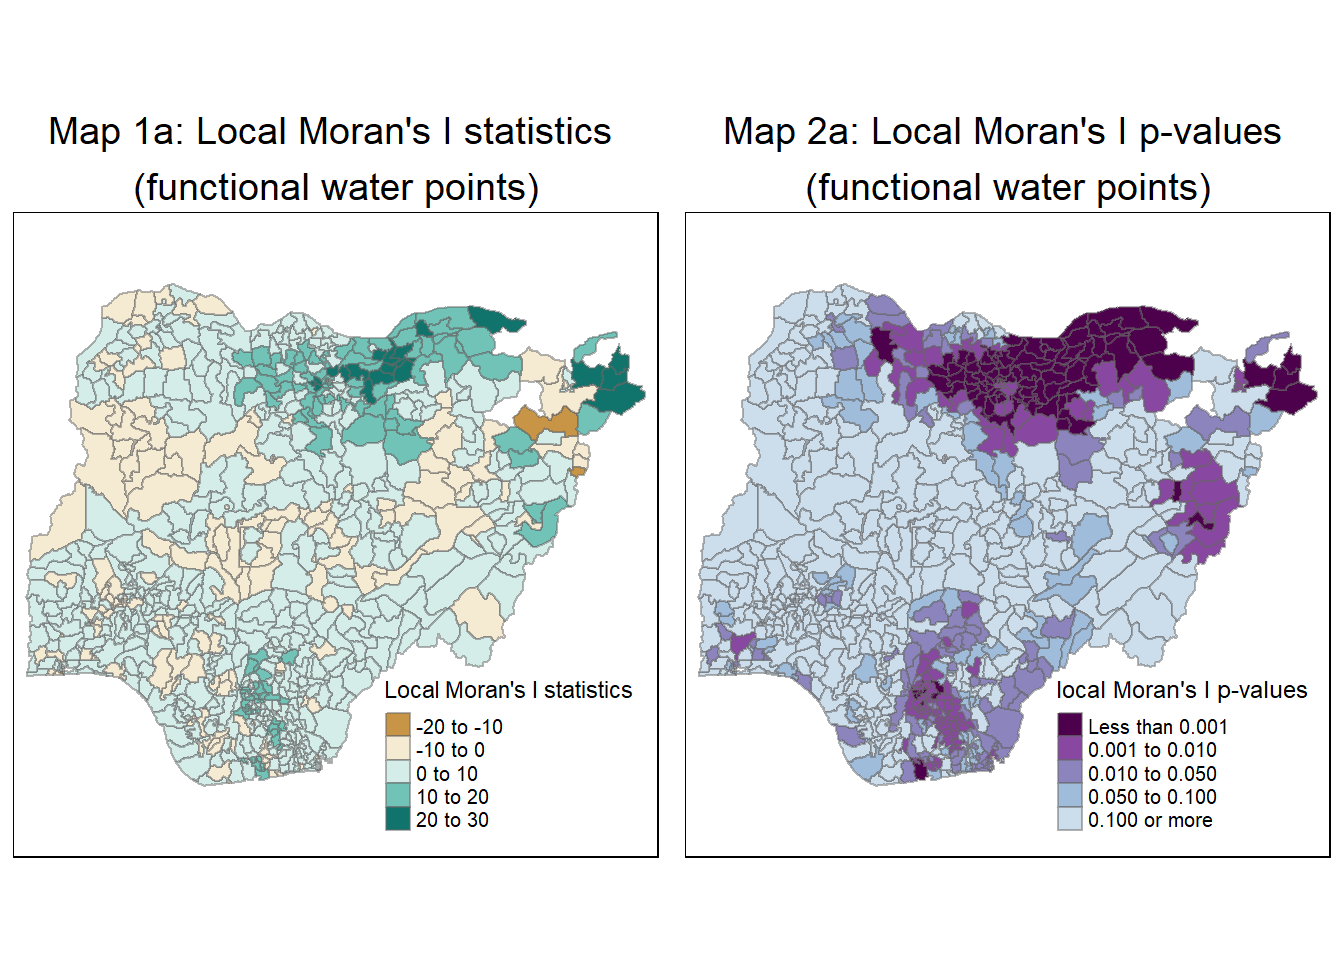 Map 1a: Local Moran's I statistics
(functional water points)
Local Moran's I statistics
-20 to -10
-10 to 0
0 to 10
10 to 20
20 to 30
Map 2a: Local Moran's I p-values
(functional water points)
local Moran's I p-values
Less than 0.001
0.001 to 0.010
0.010 to 0.050
0.050 to 0.100
0.100 or more